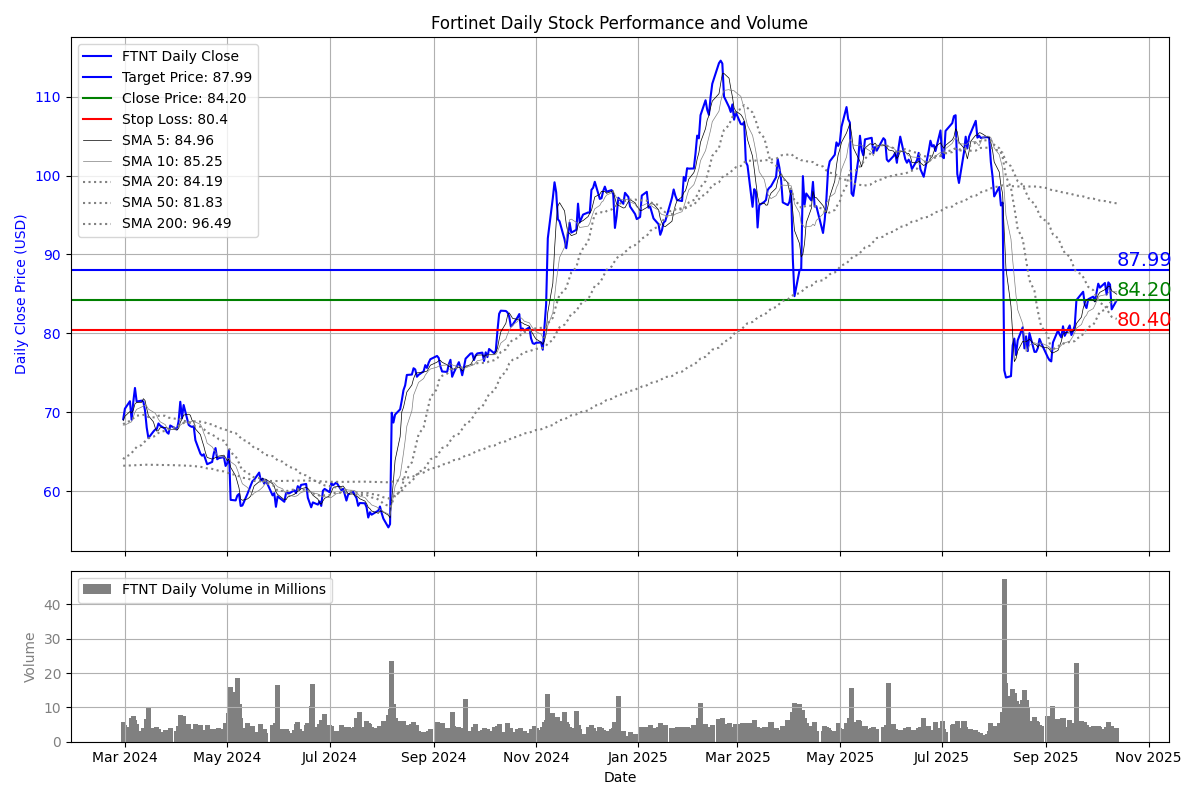 Fortinet Daily Stock Performance and Volume
Daily Close Price (USD)
110
100
90
80
70
60
FTNT Daily Close
Target Price: 87.99
Close Price: 84.20
Stop Loss: 80.4
SMA 5: 84.96
SMA 10: 85.25
SMA 20: 84.19
SMA 50: 81.83
SMA 200: 96.49
87.99
84.20
80.40
Volume
40
30
20
10
0
FTNT Daily Volume in Millions
Mar 2024 May 2024 Jul 2024 Sep 2024 Nov 2024 Jan 2025 Mar 2025 May 2025 Jul 2025 Sep 2025 Nov 2025
Date